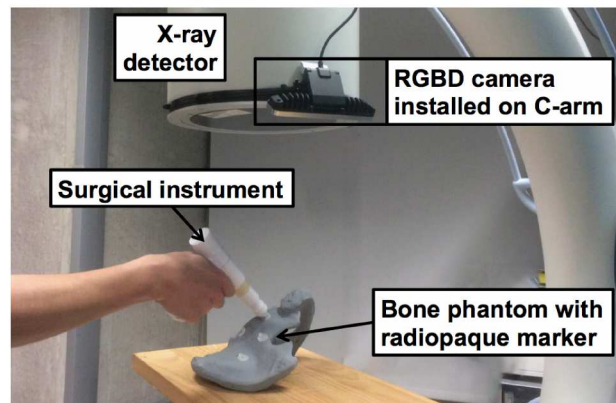 X-ray
detector
RGBD camera
installed on C-arm
Surgical instrument
Bone phantom with
radiopaque marker